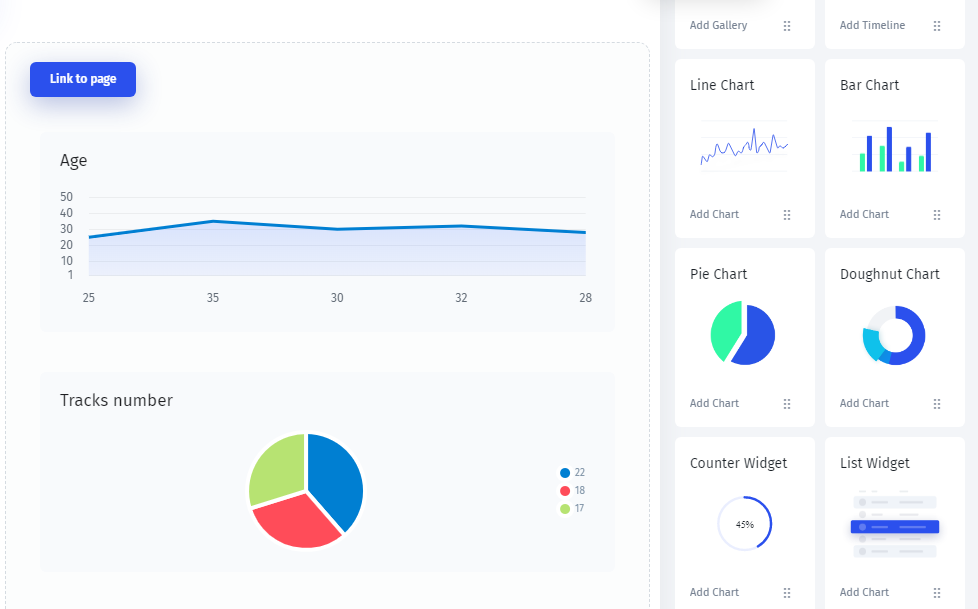 Link to page
Age
50
40
30
20
10
1
25 35 30 32 28
Tracks number
22
18
17
Add Gallery
Add Timeline
Line Chart
Add Chart
Bar Chart
Add Chart
Pie Chart
Add Chart
Doughnut Chart
Add Chart
Counter Widget
45%
Add Chart
List Widget
Add Chart